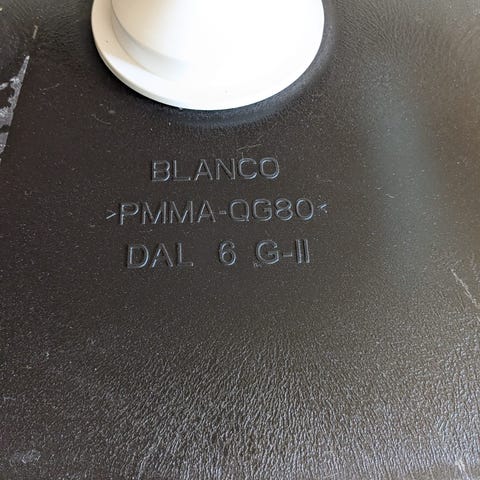 BLANCO
>PMMA-QG80<
DAL 6 G-II